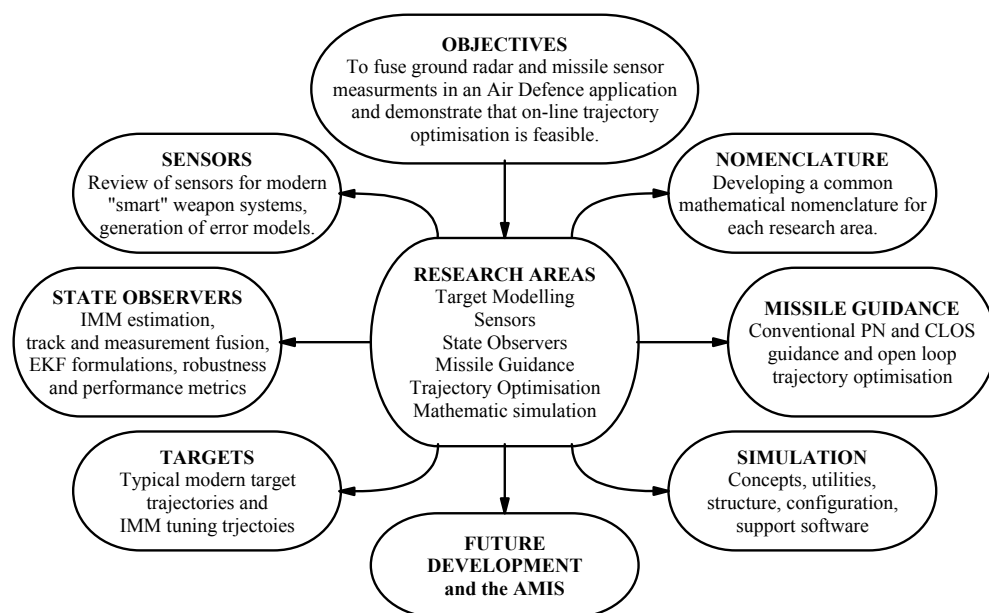 OBJECTIVES
To fuse ground radar and missile sensor
measurments in an Air Defence application
and demonstrate that on-line trajectory
optimisation is feasible.
SENSORS
Review of sensors for modern
"smart" weapon systems,
generation of error models.
NOMENCLATURE
Developing a common
mathematical nomenclature for
each research area.
RESEARCH AREAS
Target Modelling
Sensors
State Observers
Missile Guidance
Trajectory Optimisation
Mathematic simulation
STATE OBSERVERS
IMM estimation,
track and measurement fusion,
EKF formulations, robustness
and performance metrics
MISSILE GUIDANCE
Conventional PN and CLOS
guidance and open loop
trajectory optimisation
TARGETS
Typical modern target
trajectories and
IMM tuning trjectoies
SIMULATION
Concepts, utilities,
structure, configuration,
support software
FUTURE
DEVELOPMENT
and the AMIS